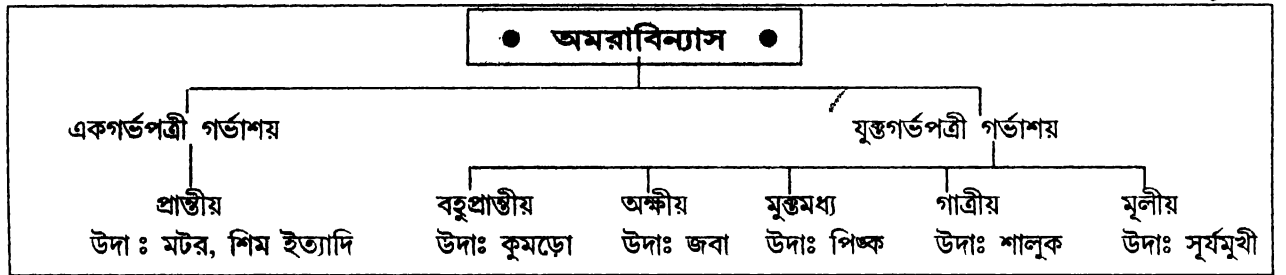 ● অমরাবিন্যাস ●
একগর্ভপত্রী গর্ভাশয় যুক্তগর্ভপত্রী গর্ভাশয়
প্রান্তীয় বহুপ্রান্তীয় অক্ষীয় মুক্তমধ্য গাত্রীয় মূলীয়
উদা ঃ মটর, শিম ইত্যাদি উদাঃ কুমড়ো উদাঃ জবা উদাঃ পিঙ্ক উদাঃ শালুক উদাঃ সূর্যমুখী